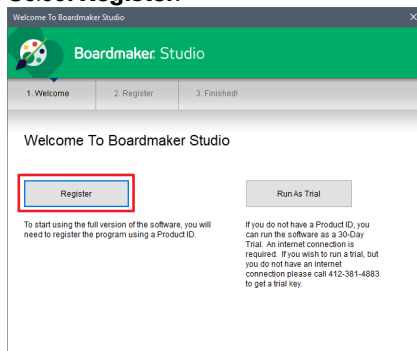 Select Register.
Welcome To Boardmaker Studio
Boardmaker. Studio
1. Welcome 2. Register 3. Finished!
Welcome To Boardmaker Studio
Register Run As Trial
To start using the full version of the software, you will
need to register the program using a Product ID.
If you do not have a Product ID, you
can run the software as a 30-Day
Trial. An internet connection is
required. If you wish to run a trial, but
you do not have an internet
connection please call 412-381-4883
to get a trial key.